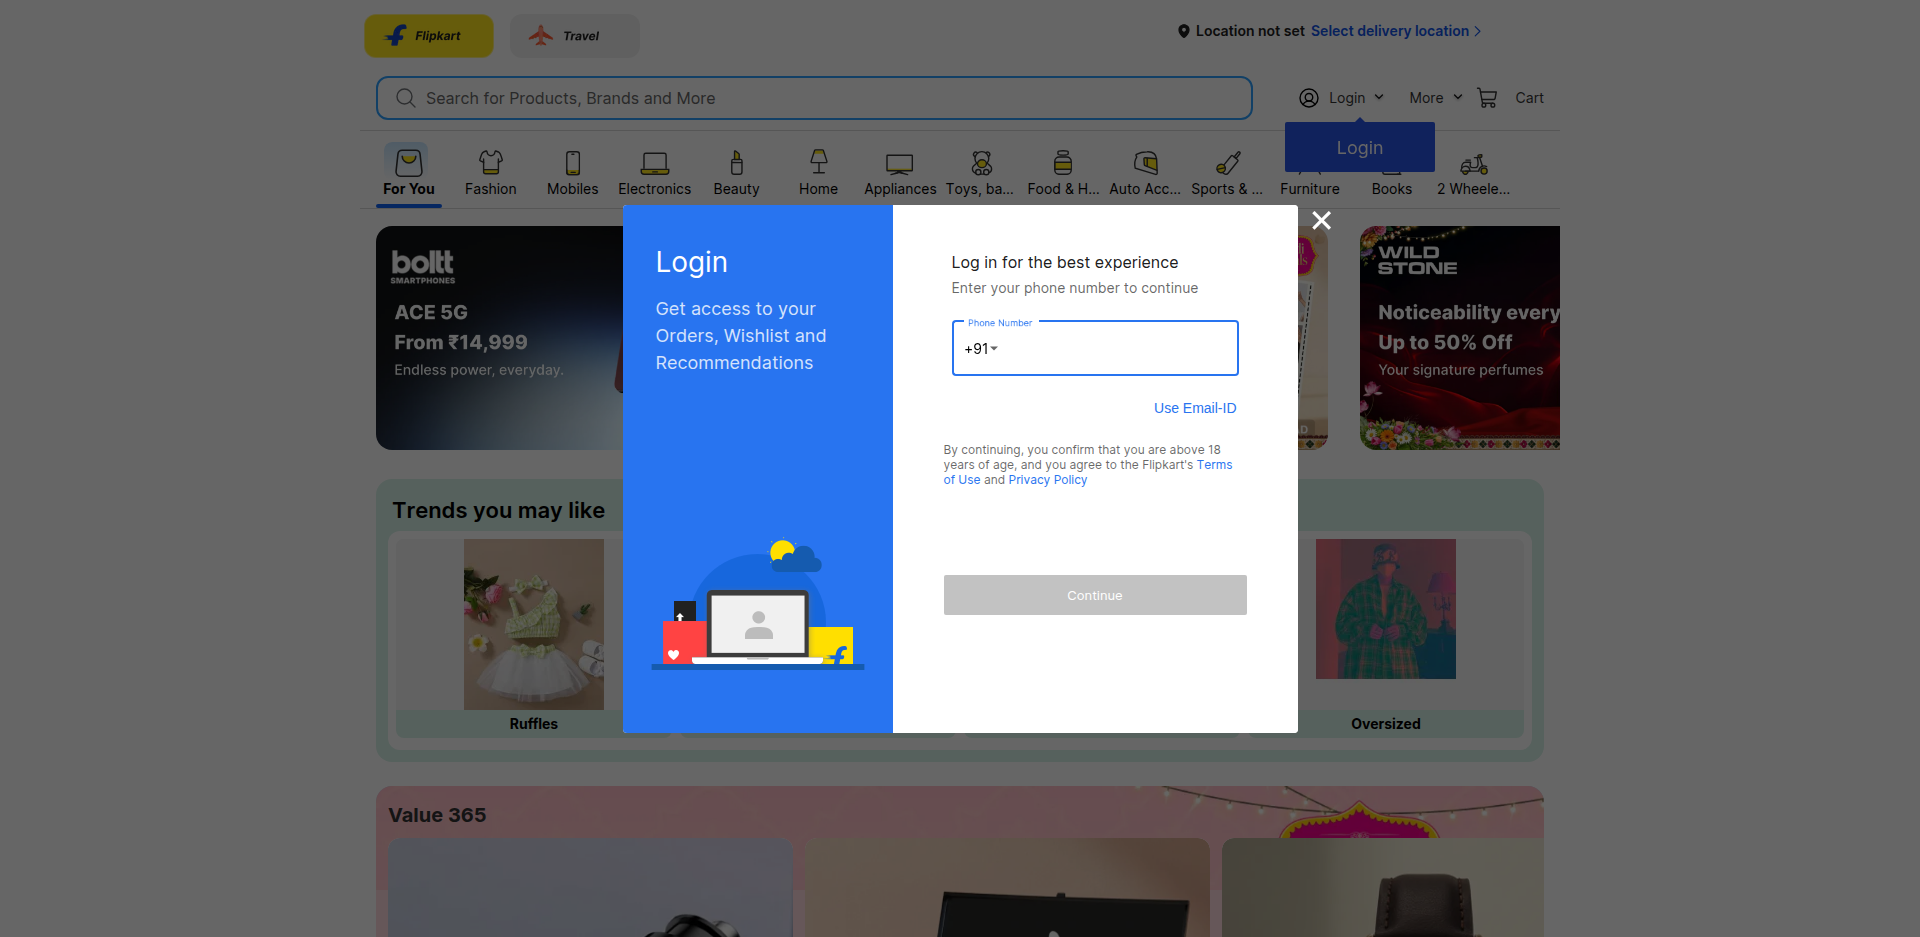 Flipkart
Travel
Location not set Select delivery location
Search for Products, Brands and More
Login
More
Cart
Login
For You
Fashion
Mobiles
Electronics
Beauty
Home
Appliances
Toys, ba...
Food & H...
Auto Acc...
Sports & ...
Furniture
Books
2 Wheele...
boltt
SMARTPHONES
ACE 5G
From ₹14,999
Endless power, everyday.
WILD
STONE
Noticeability every
Up to 50% Off
Your signature perfumes
Login
Get access to your
Orders, Wishlist and
Recommendations
Log in for the best experience
Enter your phone number to continue
Phone Number
+91
Use Email-ID
By continuing, you confirm that you are above 18
years of age, and you agree to the Flipkart's Terms
of Use and Privacy Policy
Continue
Trends you may like
Ruffles
Oversized
Value 365